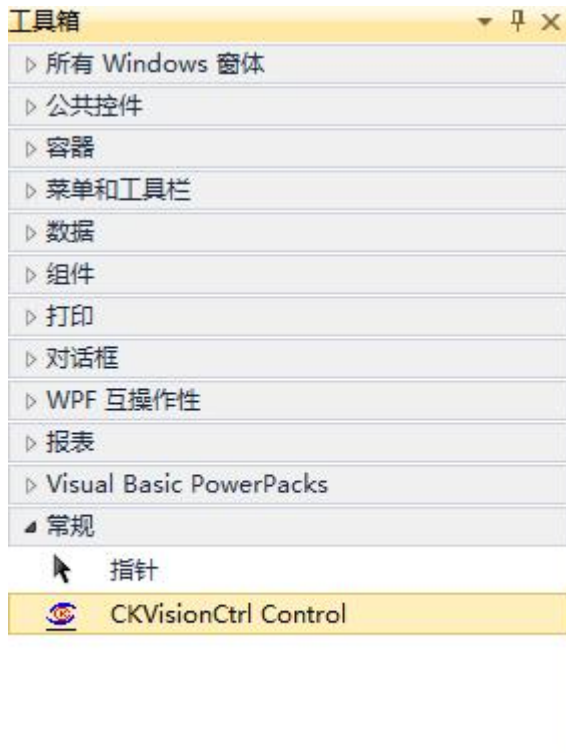 工具箱
所有 Windows 窗体
公共控件
容器
菜单和工具栏
数据
组件
打印
对话框
WPF 互操作性
报表
Visual Basic PowerPacks
常规
指针
CKVisionCtrl Control